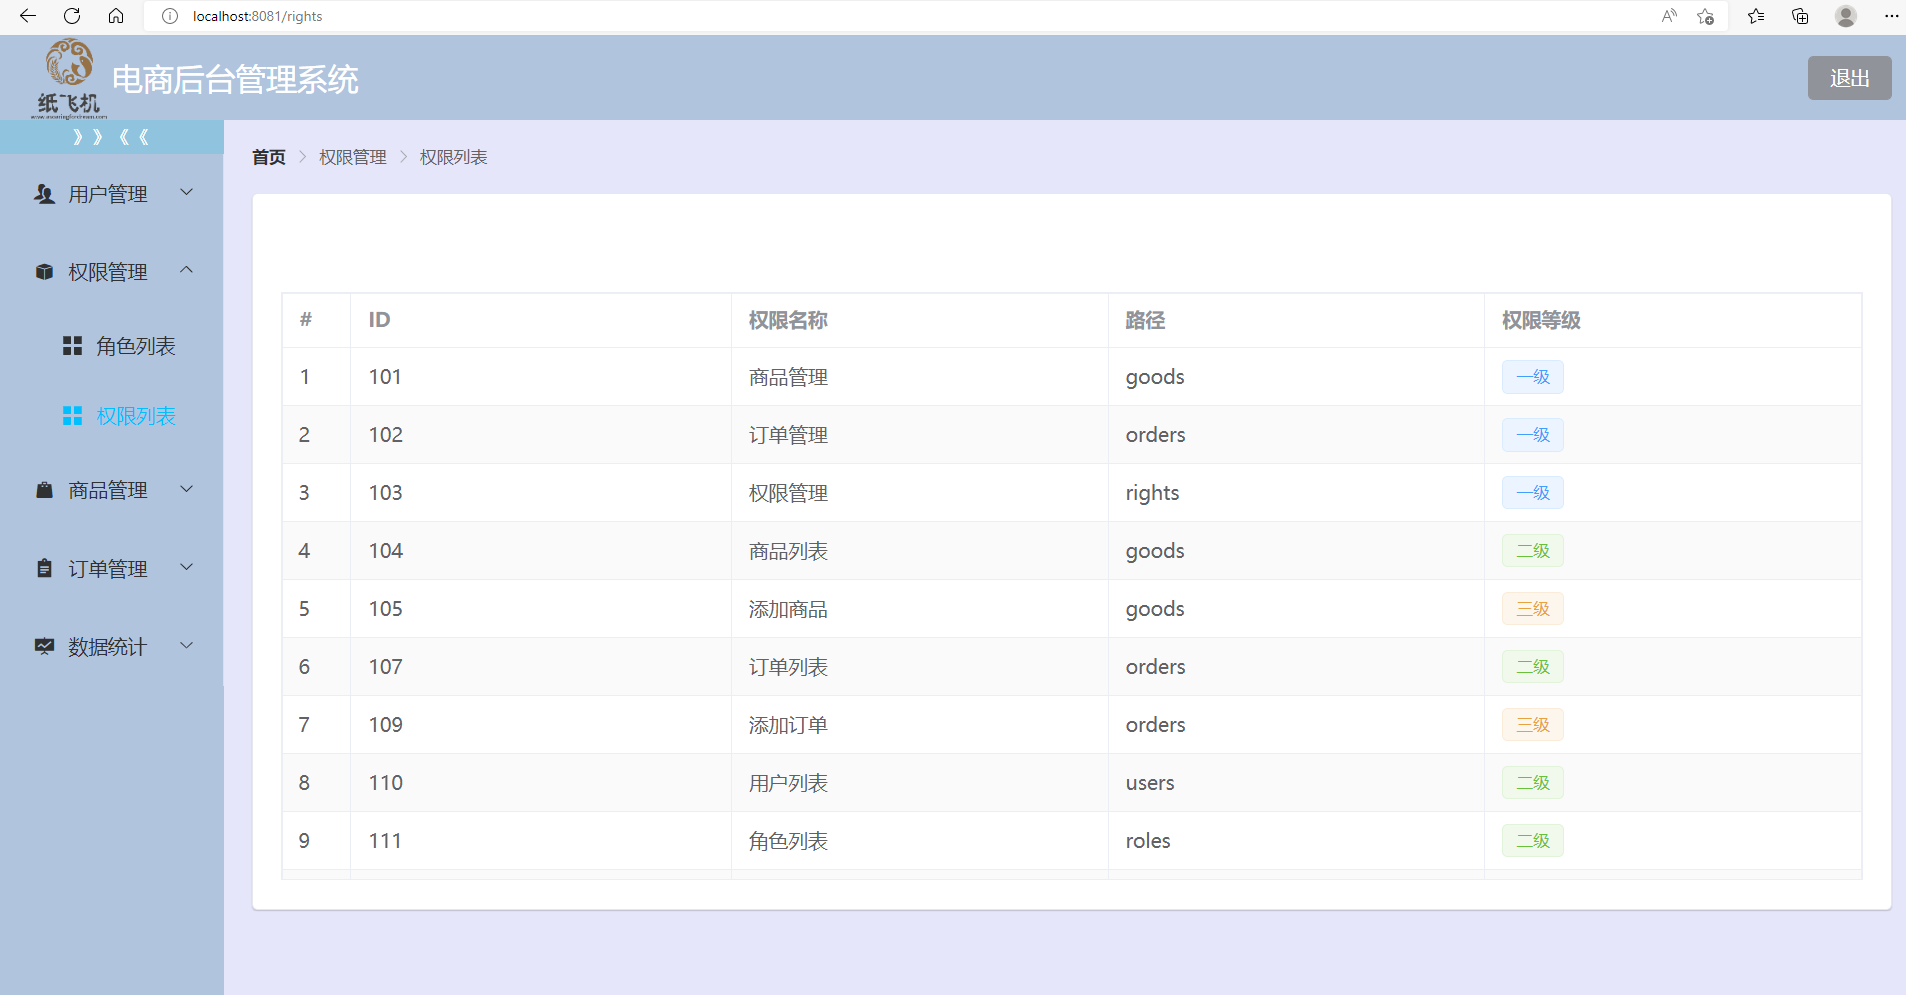 localhost:8081/rights
纸飞机
电商后台管理系统
退出
》》《《
首页 > 权限管理 > 权限列表
用户管理
权限管理
角色列表
权限列表
商品管理
订单管理
数据统计
# ID 权限名称 路径 权限等级
1 101 商品管理 goods 一级
2 102 订单管理 orders 一级
3 103 权限管理 rights 一级
4 104 商品列表 goods 二级
5 105 添加商品 goods 三级
6 107 订单列表 orders 二级
7 109 添加订单 orders 三级
8 110 用户列表 users 二级
9 111 角色列表 roles 二级